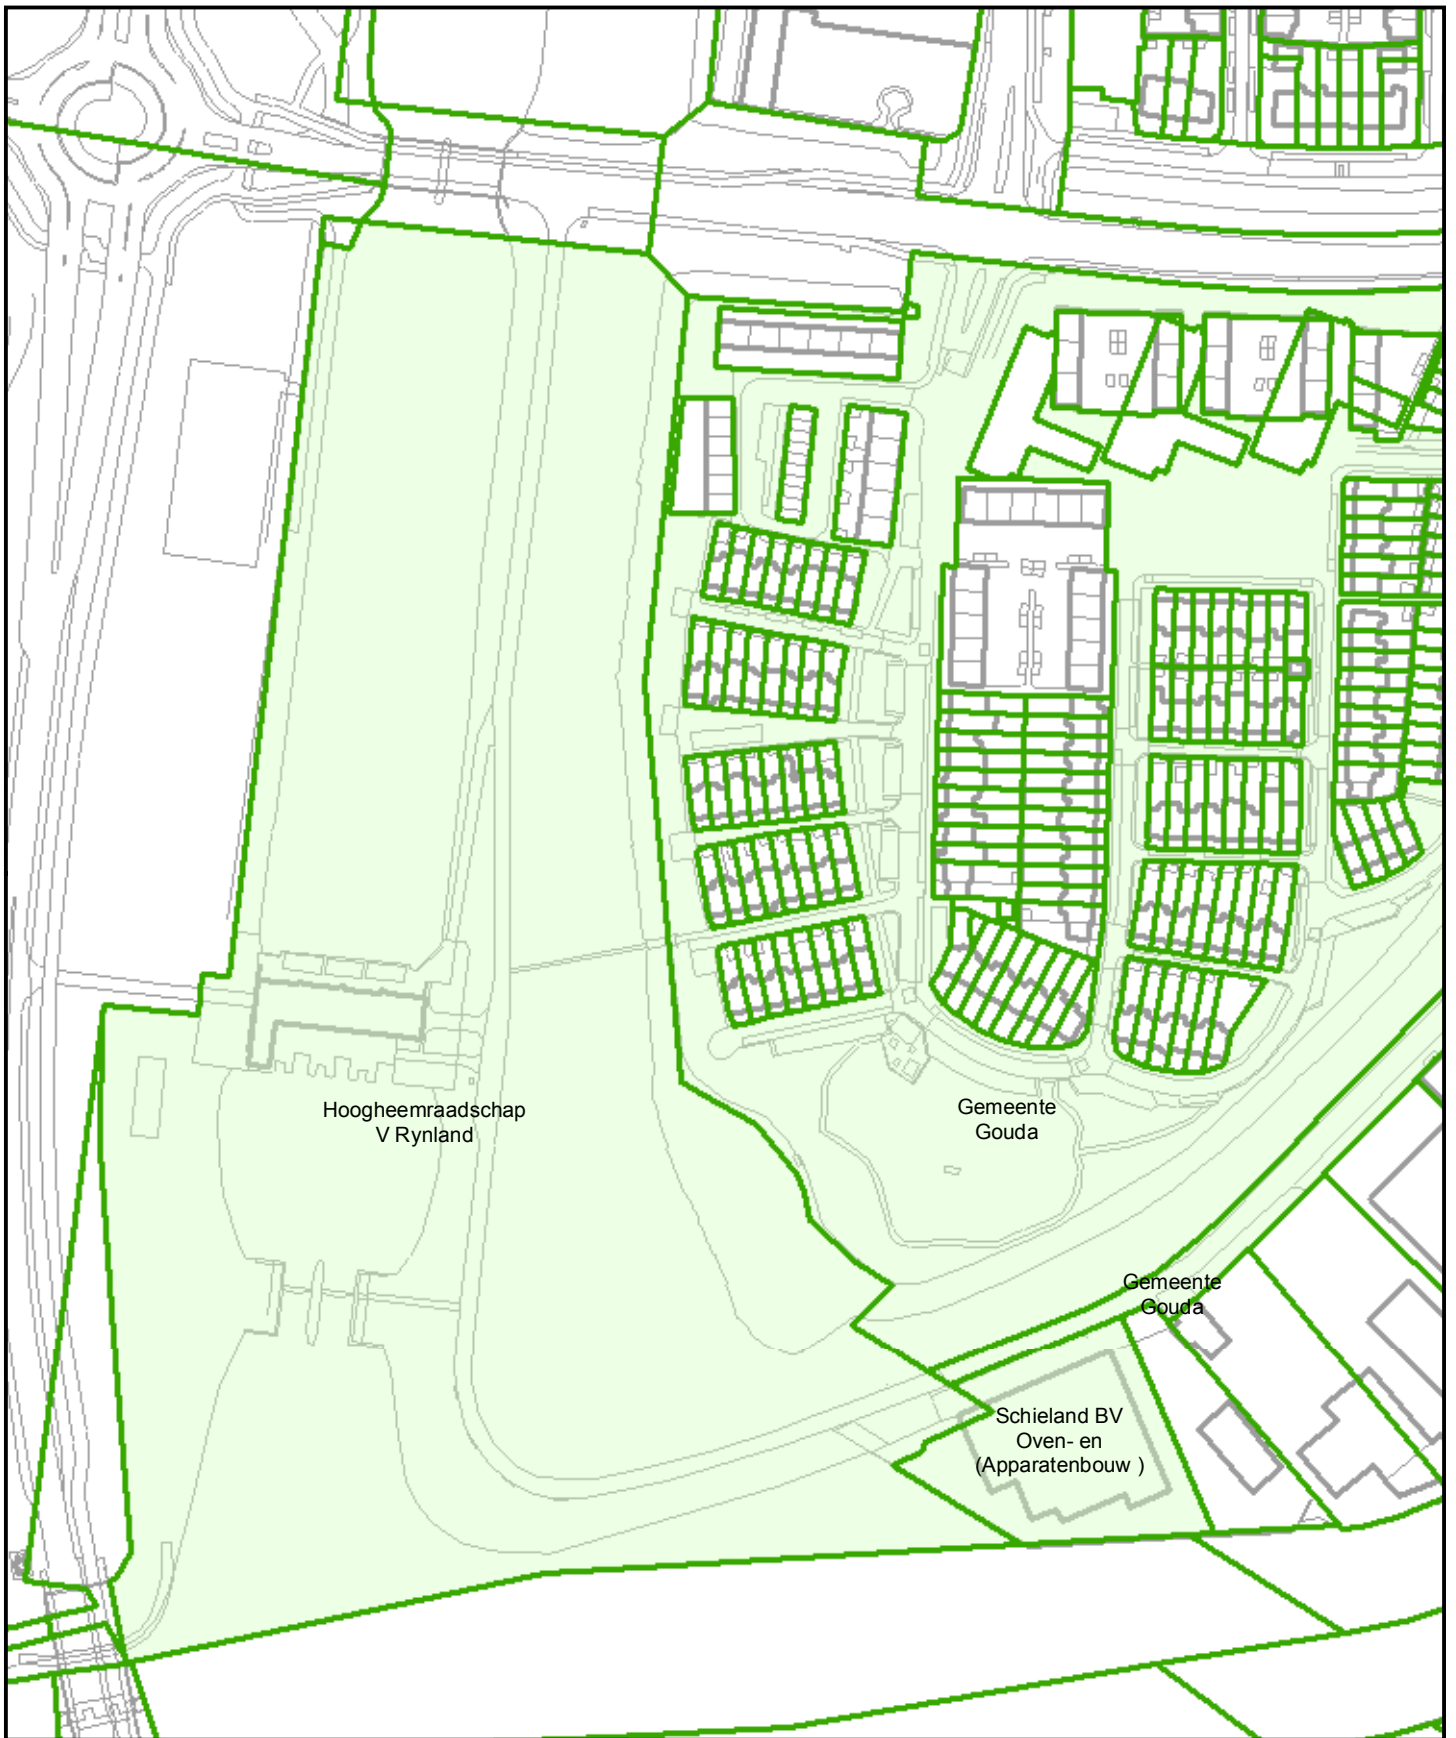 Hoogheemraadschap
V Rynland
Gemeente
Gouda
Gemeente
Gouda
Schieland BV
Oven- en
(Apparatenbouw )